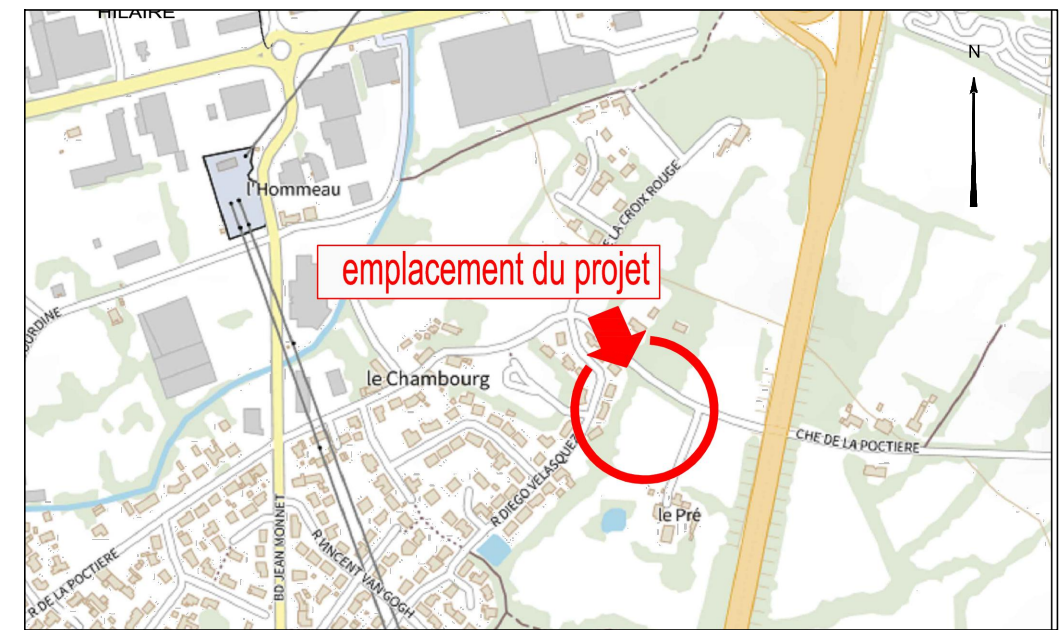 HILAIRE
N
l'Hommeau
E LA CROIX ROUGE
emplacement du projet
OURDINE
le Chambourg
CHE DE LA POCTIERE
R DIEGO VELASQUEZ
le Pré
BD JEAN MONNET
R VINCENT VAN GOGH
R DE LA POCTIERE